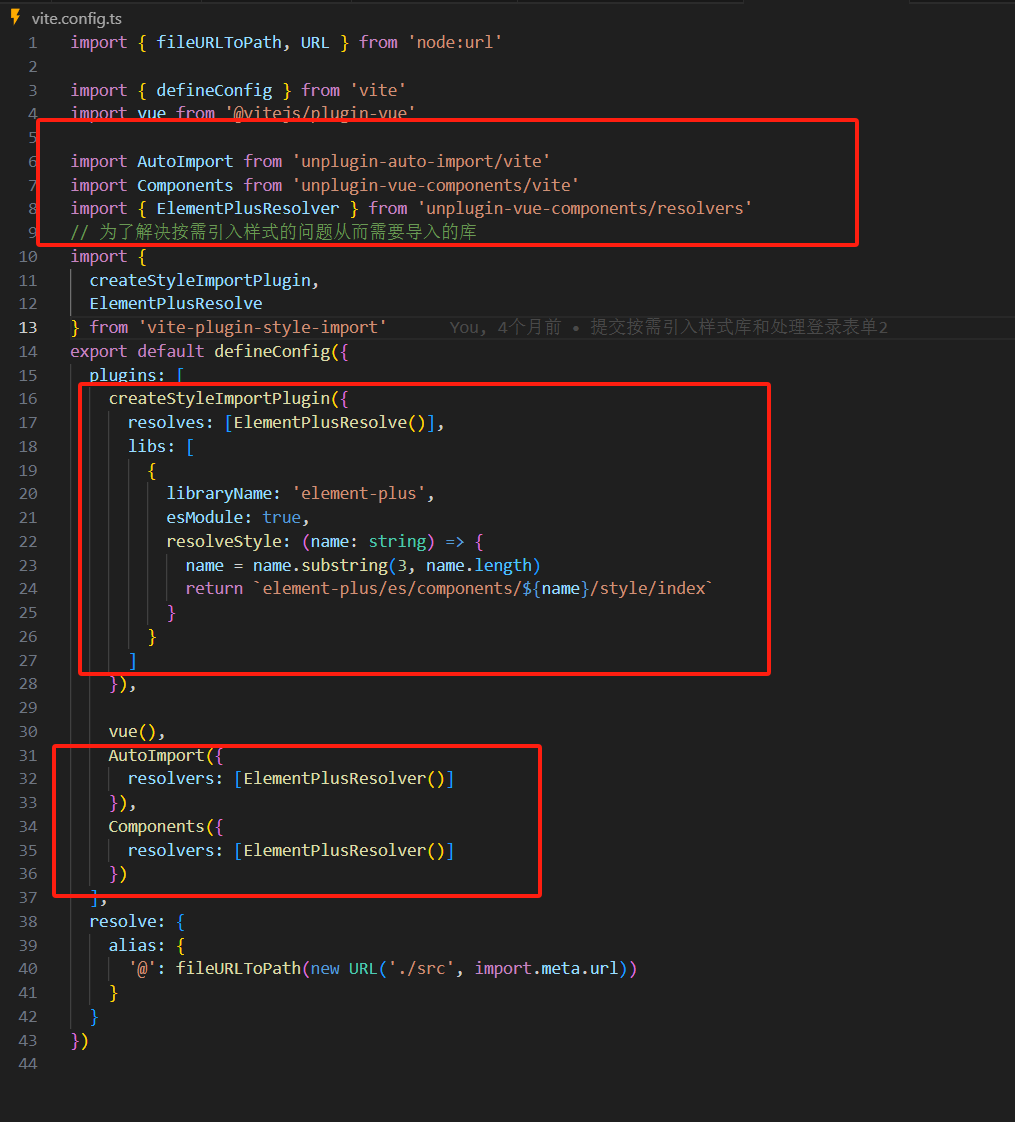 vite.config.ts
1 import { fileURLToPath, URL } from 'node:url'
2
3 import { defineConfig } from 'vite'
4 import vue from '@vitejs/plugin-vue'
5
6 import AutoImport from 'unplugin-auto-import/vite'
7 import Components from 'unplugin-vue-components/vite'
8 import { ElementPlusResolver } from 'unplugin-vue-components/resolvers'
9 // 为了解决按需引入样式的问题从而需要导入的库
10 import {
11   createStyleImportPlugin,
12   ElementPlusResolve
13 } from 'vite-plugin-style-import' You, 4个月前 • 提交按需引入样式库和处理登录表单2
14 export default defineConfig({
15   plugins: [
16     createStyleImportPlugin({
17       resolves: [ElementPlusResolve()],
18       libs: [
19         {
20           libraryName: 'element-plus',
21           esModule: true,
22           resolveStyle: (name: string) => {
23             name = name.substring(3, name.length)
24             return `element-plus/es/components/${name}/style/index`
25           }
26         }
27       ]
28     }),
29
30     vue(),
31     AutoImport({
32       resolvers: [ElementPlusResolver()]
33     }),
34     Components({
35       resolvers: [ElementPlusResolver()]
36     })
37   ],
38   resolve: {
39     alias: {
40       '@': fileURLToPath(new URL('./src', import.meta.url))
41     }
42   }
43 })
44